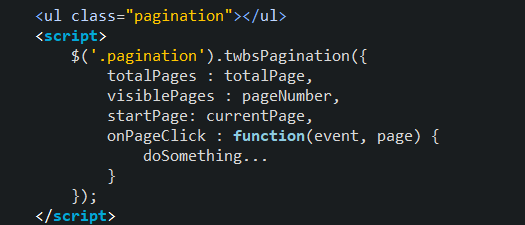 <ul class="pagination"></ul>
<script>
$('.pagination').twbsPagination({
totalPages : totalPage,
visiblePages : pageNumber,
startPage: currentPage,
onPageClick : function(event, page) {
doSomething...
}
});
</script>